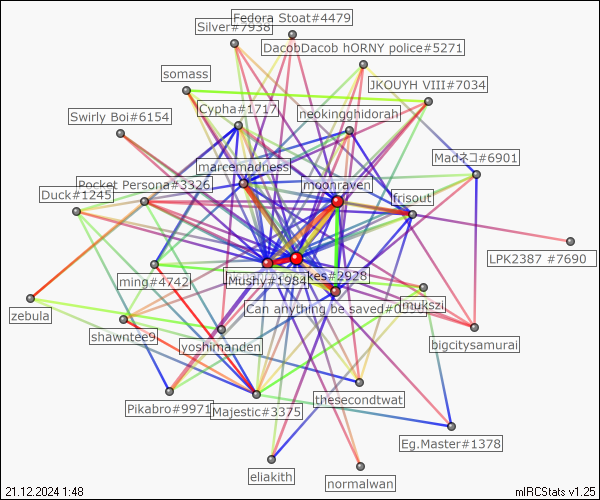 Fedora Stoat#4479
Silver#7938
DacobDacob hORNY police#5271
somass
JKOUYH VIII#7034
Cypha#1717
neokingghidorah
Swirly Boi#6154
Madネコ#6901
marcemadness
moonraven
Pocket Persona#3326
Duck#1245
frisout
LPK2387 #7690
ming#4742
Mushy#1984
kes#2928
mukszi
Can anything be saved
zebula
shawntee9
yoshimanden
bigcitysamurai
Pikabro#9971
Majestic#3375
thesecondtwat
Eg.Master#1378
eliakith
normalwan
21.12.2024 1:48
mIRCStats v1.25